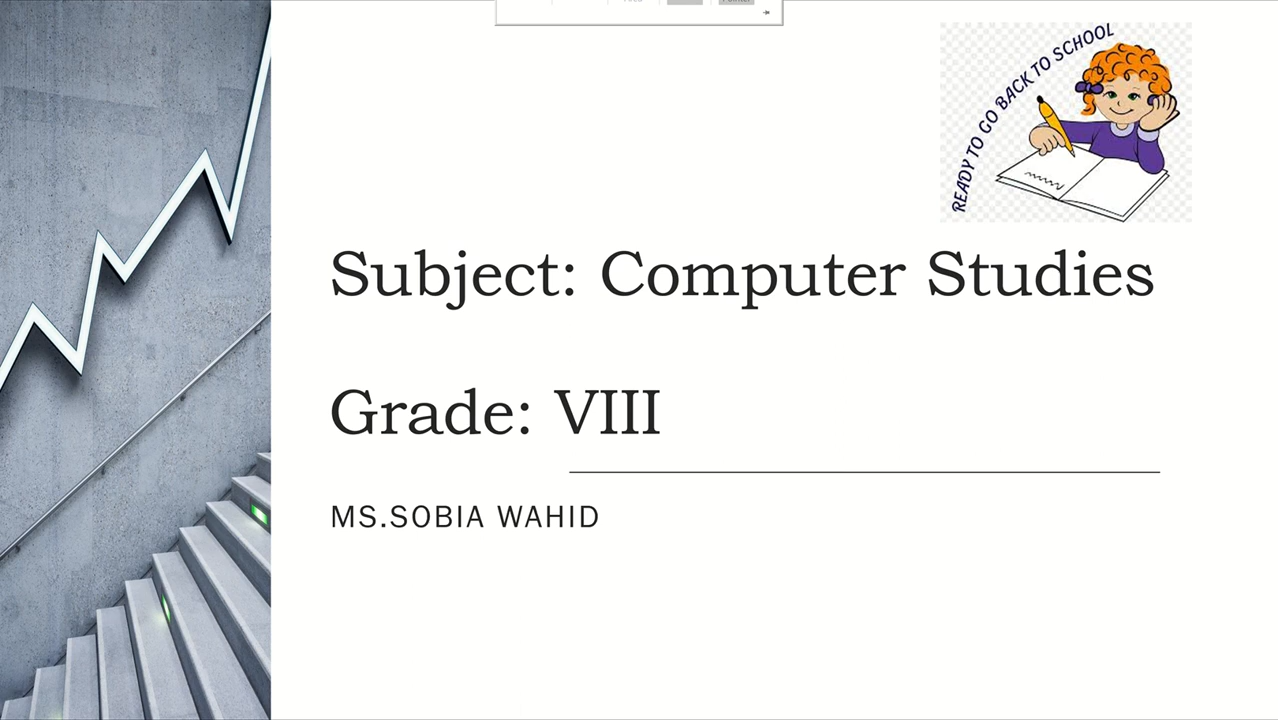 READY TO GO BACK TO SCHOOL
Subject: Computer Studies
Grade: VIII
MS.SOBIA WAHID